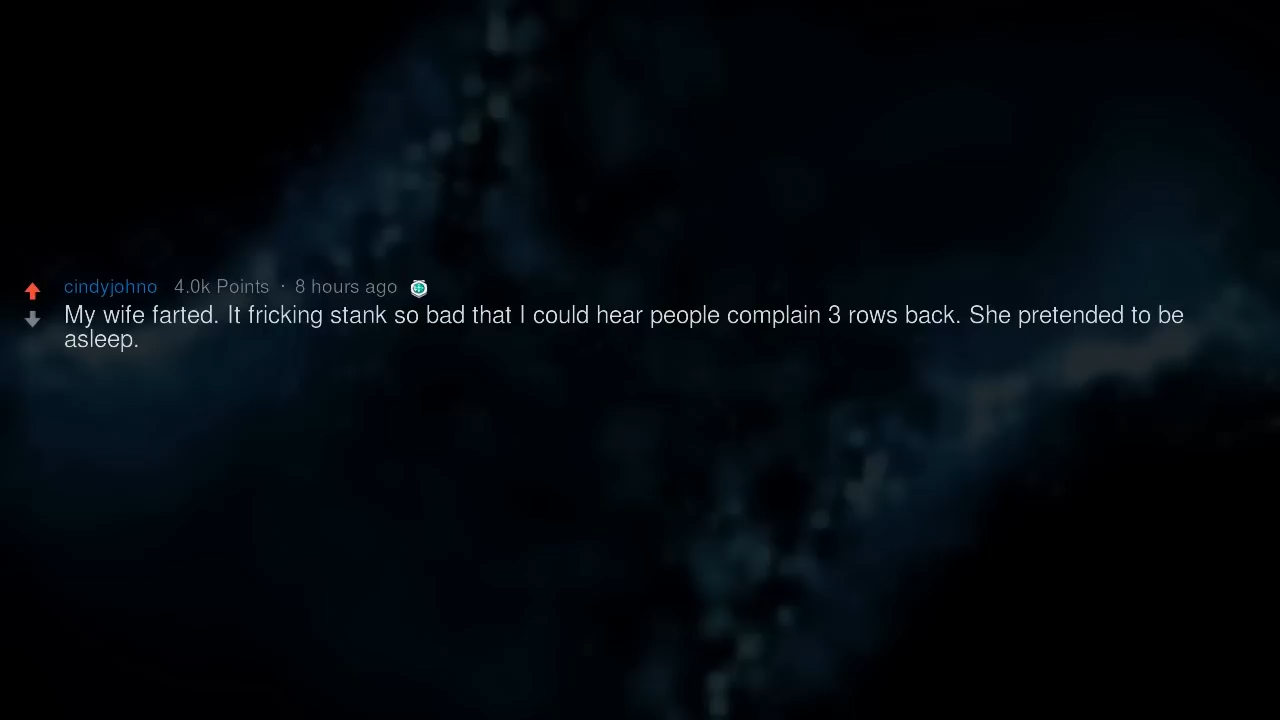 cindyjohno 4.0k Points · 8 hours ago
My wife farted. It fricking stank so bad that I could hear people complain 3 rows back. She pretended to be
asleep.